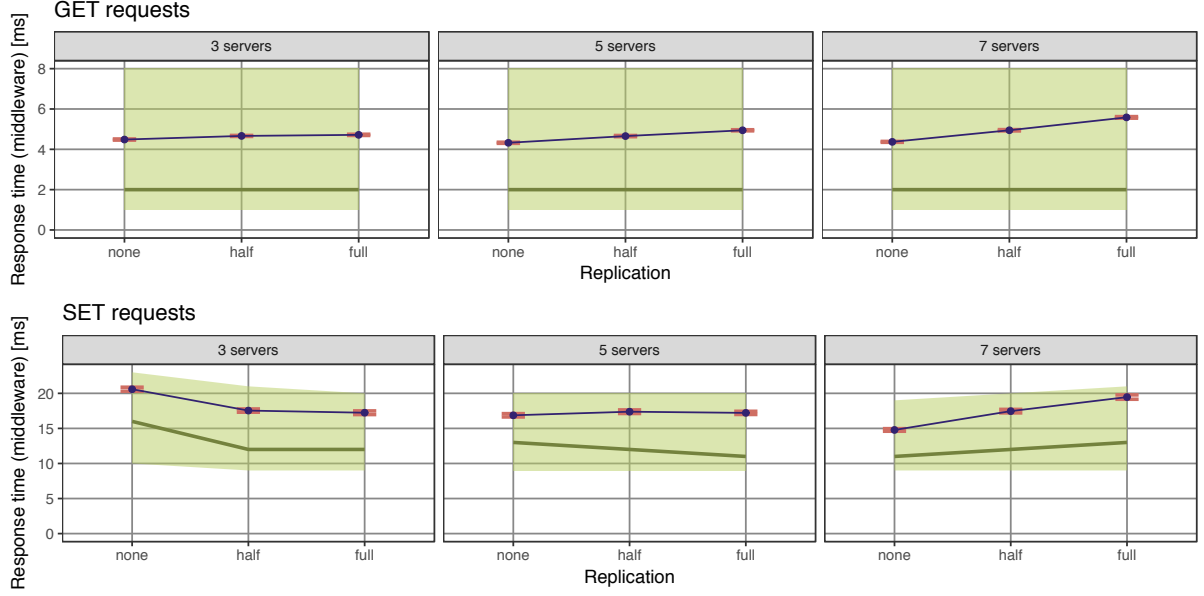 GET requests
Response time (middleware) [ms]
3 servers
5 servers
7 servers
8
6
4
2
0
none half full
none half full
none half full
Replication
SET requests
Response time (middleware) [ms]
3 servers
5 servers
7 servers
20
15
10
5
0
none half full
none half full
none half full
Replication